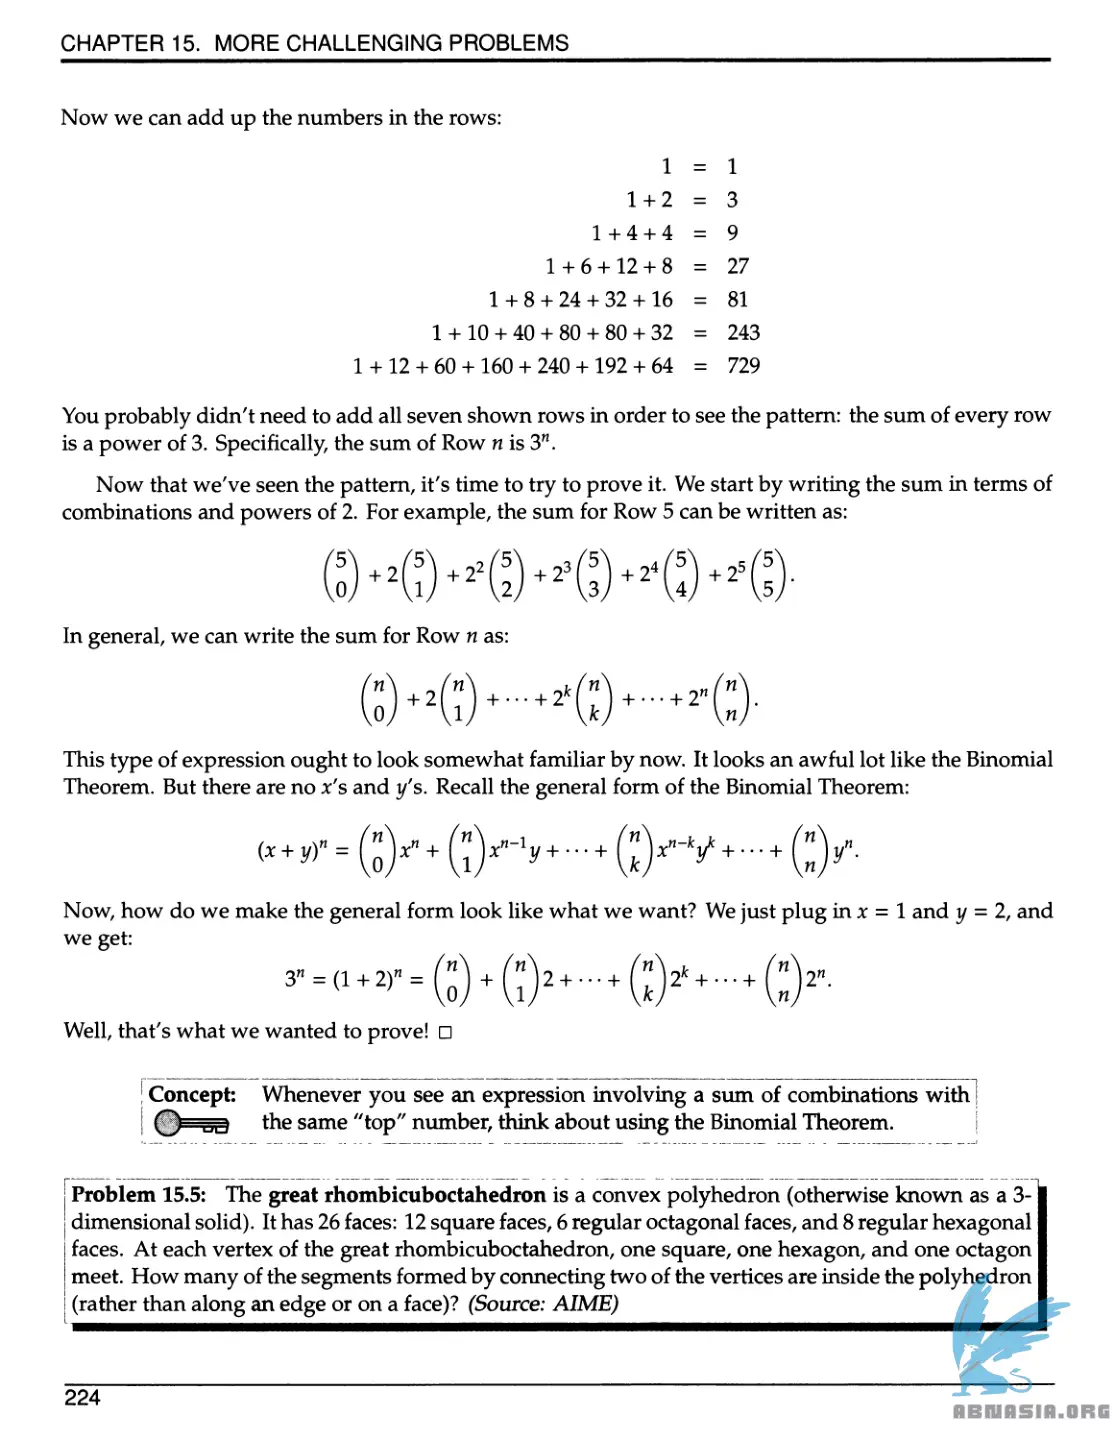 CHAPTER 15. MORE CHALLENGING PROBLEMS
Now we can add up the numbers in the rows:
1 = 1
1 + 2 = 3
1 + 4 + 4 = 9
1 + 6 + 12 + 8 = 27
1 + 8 + 24 + 32 + 16 = 81
1 + 10 + 40 + 80 + 80 + 32 = 243
1 + 12 + 60 + 160 + 240 + 192 + 64 = 729
You probably didn't need to add all seven shown rows in order to see the pattern: the sum of every row
is a power of 3. Specifically, the sum of Row n is 3ⁿ.
Now that we've seen the pattern, it's time to try to prove it. We start by writing the sum in terms of
combinations and powers of 2. For example, the sum for Row 5 can be written as:
$\binom{5}{0} + 2\binom{5}{1} + 2^2\binom{5}{2} + 2^3\binom{5}{3} + 2^4\binom{5}{4} + 2^5\binom{5}{5}.$
In general, we can write the sum for Row n as:
$\binom{n}{0} + 2\binom{n}{1} + \cdots + 2^k\binom{n}{k} + \cdots + 2^n\binom{n}{n}.$
This type of expression ought to look somewhat familiar by now. It looks an awful lot like the Binomial
Theorem. But there are no x's and y's. Recall the general form of the Binomial Theorem:
$(x + y)^n = \binom{n}{0}x^n + \binom{n}{1}x^{n-1}y + \cdots + \binom{n}{k}x^{n-k}y^k + \cdots + \binom{n}{n}y^n.$
Now, how do we make the general form look like what we want? We just plug in x = 1 and y = 2, and
we get:
$3^n = (1 + 2)^n = \binom{n}{0} + \binom{n}{1}2 + \cdots + \binom{n}{k}2^k + \cdots + \binom{n}{n}2^n.$
Well, that's what we wanted to prove! □
Concept: Whenever you see an expression involving a sum of combinations with
the same "top" number, think about using the Binomial Theorem.
Problem 15.5: The great rhombicuboctahedron is a convex polyhedron (otherwise known as a 3-
dimensional solid). It has 26 faces: 12 square faces, 6 regular octagonal faces, and 8 regular hexagonal
faces. At each vertex of the great rhombicuboctahedron, one square, one hexagon, and one octagon
meet. How many of the segments formed by connecting two of the vertices are inside the polyhedron
(rather than along an edge or on a face)? (Source: AIME)
224
ABNASIA.ORG